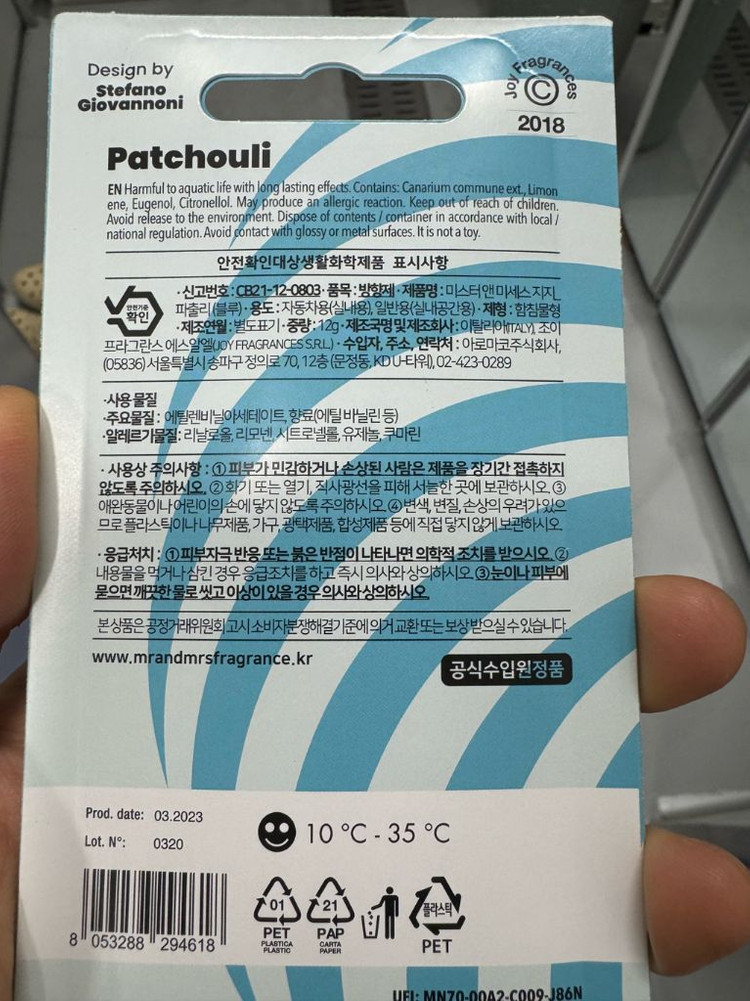 Design by
Stefano
Giovannoni
Joy Fragrances
©
2018
Patchouli
EN Harmful to aquatic life with long lasting effects. Contains: Canarium commune ext., Limon
ene, Eugenol, Citronellol. May produce an allergic reaction. Keep out of reach of children.
Avoid release to the environment. Dispose of contents / container in accordance with local /
national regulation. Avoid contact with glossy or metal surfaces. It is not a toy.
안전확인대상생활화학제품 표시사항
안전기준
확인
·신고번호: CB21-12-0803· 품목: 방향제 · 제품명: 미스터앤미세스 지지,
파출리 (블루) · 용도: 자동차용(실내용), 일반용(실내공간용) · 제형: 함침물형
·제조연월: 별도표기 · 중량: 12g · 제조국명 및 제조회사: 이탈리아(ITALY), 조이
프라그란스 에스알엘(JOY FRAGRANCES S.R.L.) · 수입자, 주소, 연락처: 아로마코주식회사,
(05836) 서울특별시 송파구 정의로 70, 12층 (문정동, KD U-타워), 02-423-0289
·사용물질
·주요물질: 에틸렌비닐아세테이트, 향료(에틸 바닐린 등)
·알레르기물질: 리날로올, 리모넨, 시트로넬롤, 유제놀, 쿠마린
· 사용상 주의사항: ① 피부가 민감하거나 손상된 사람은 제품을 장기간 접촉하지
않도록 주의하시오. ② 화기 또는 열기, 직사광선을 피해 서늘한 곳에 보관하시오. ③
애완동물이나 어린이의 손에 닿지 않도록 주의하시오. ④ 변색, 변질, 손상의 우려가 있으
므로 플라스틱이나 나무제품, 가구, 광택제품, 합성제품 등에 직접 닿지 않게 보관하시오.
· 응급처치: ① 피부자극 반응 또는 붉은 반점이 나타나면 의학적 조치를 받으시오. ②
내용물을 먹거나 삼킨 경우 응급조치를 하고 즉시 의사와 상의하시오. ③ 눈이나 피부에
묻으면 깨끗한 물로 씻고 이상이 있을 경우 의사와 상의하시오.
본 상품은 공정거래위원회 고시 소비자분쟁해결기준에 의거 교환 또는 보상 받으실 수 있습니다.
www.mrandmrsfragrance.kr
공식수입원정품
Prod. date: 03.2023
Lot. N°: 0320
10 °C - 35 °C
8 053288 294618
01
PET
PLASTICA
PLASTIC
21
PAP
CARTA
PAPER
플라스틱
PET
UFI: MN70-00A2-C009-J86N